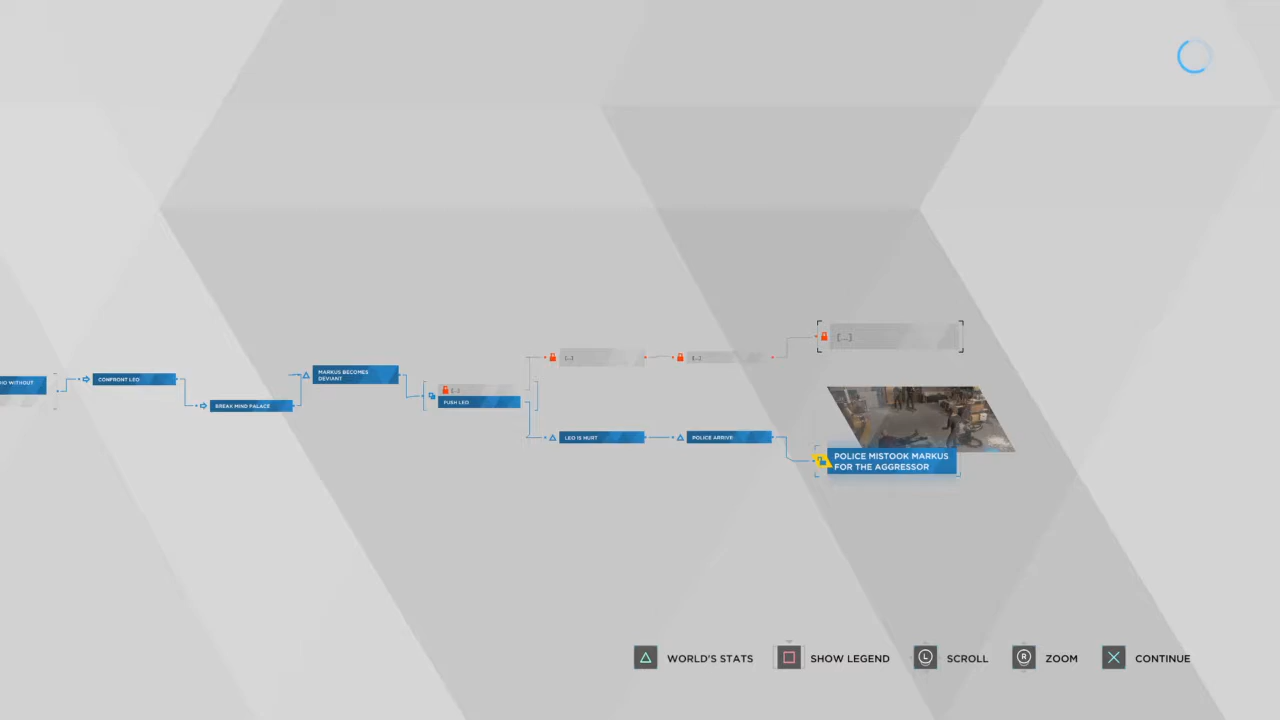 [...]
MARKUS BECOMES
DEVIANT
[...]
[...]
CONFRONT LEO
IO WITHOUT
[...]
BREAK MIND PALACE
PUSH LEO
LEO IS HURT
POLICE ARRIVE
POLICE MISTOOK MARKUS
FOR THE AGGRESSOR
WORLD'S STATS
SHOW LEGEND
L
SCROLL
R
ZOOM
CONTINUE